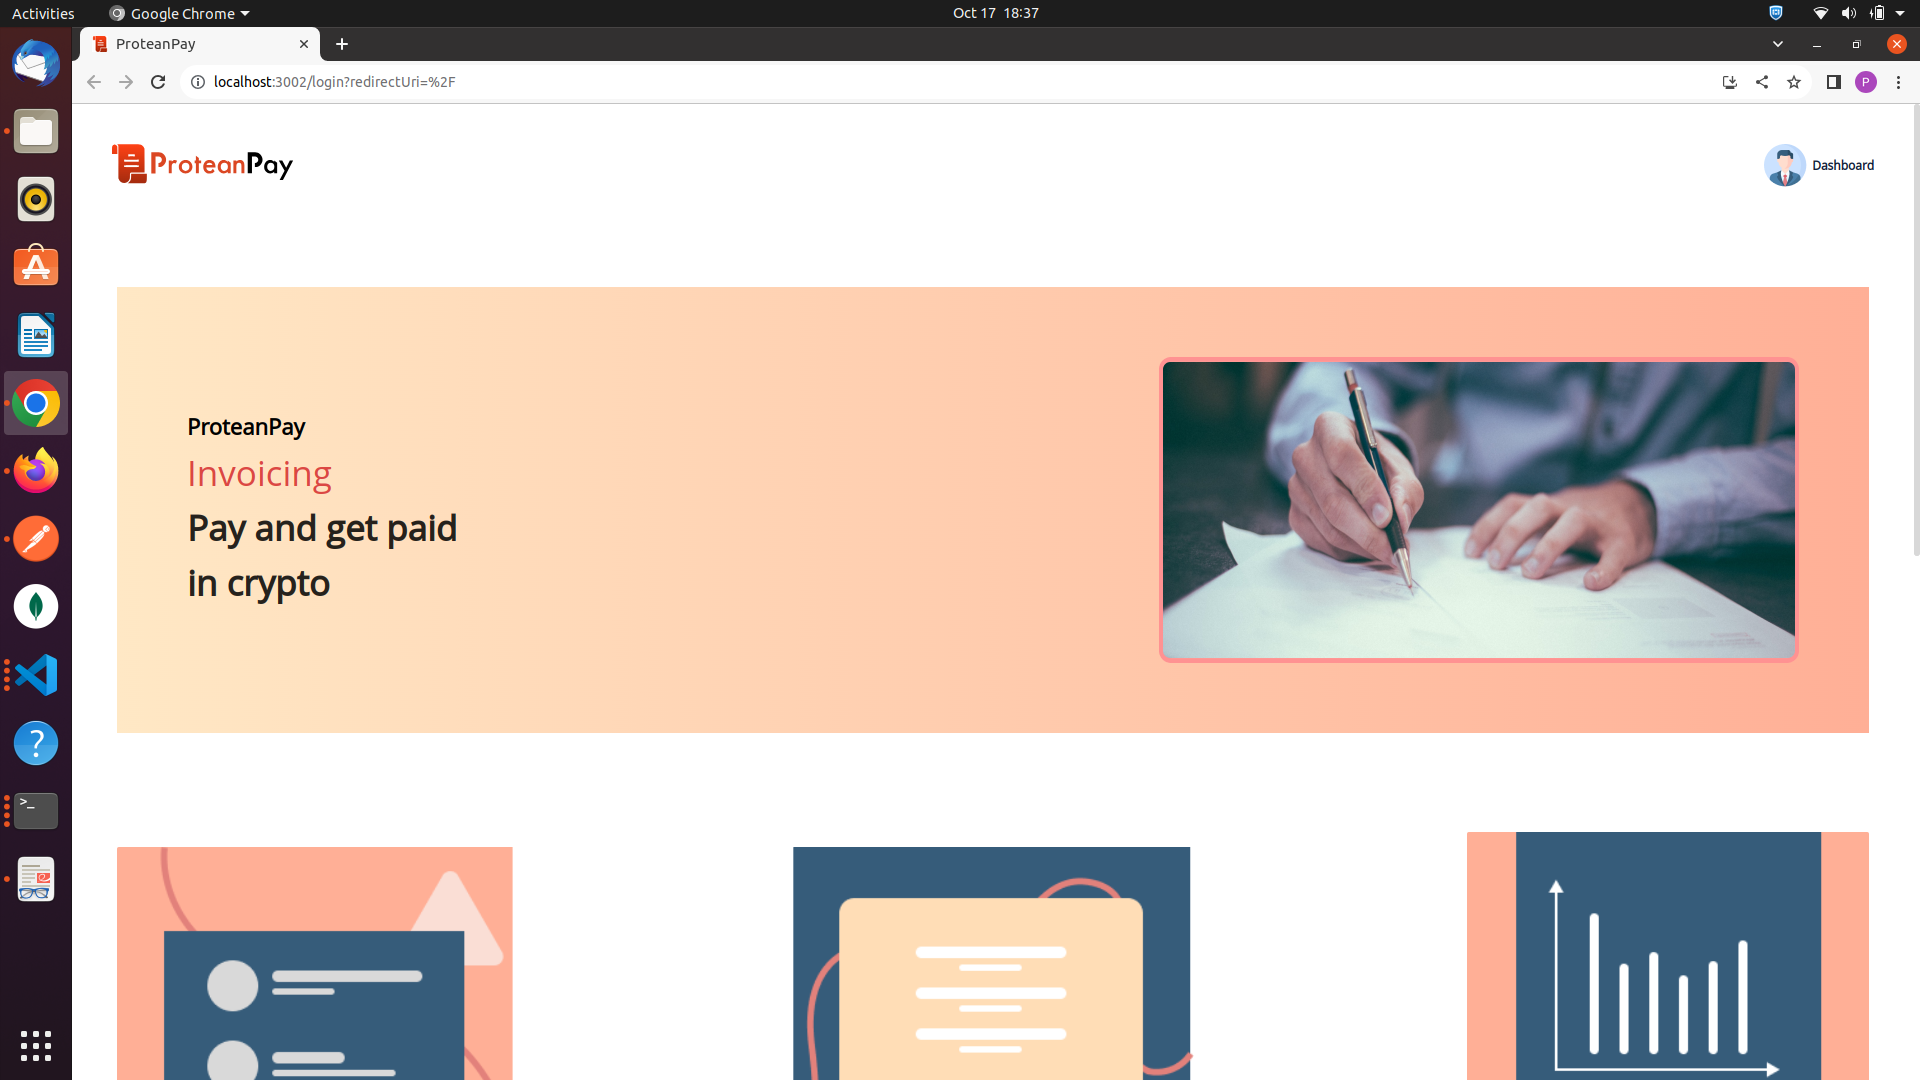 Activities
Google Chrome
Oct 17 18:37
ProteanPay
localhost:3002/login?redirectUri=%2F
P
ProteanPay
Dashboard
ProteanPay
Invoicing
Pay and get paid
in crypto
?
>_